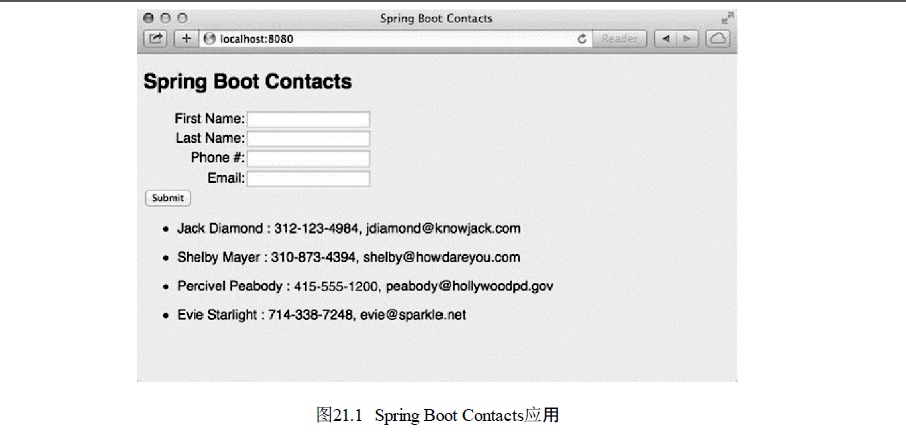 Spring Boot Contacts
localhost:8080
Reader
Spring Boot Contacts
First Name:
Last Name:
Phone #:
Email:
Submit
Jack Diamond : 312-123-4984, jdiamond@knowjack.com
Shelby Mayer : 310-873-4394, shelby@howdareyou.com
Percivel Peabody : 415-555-1200, peabody@hollywoodpd.gov
Evie Starlight : 714-338-7248, evie@sparkle.net
图21.1 Spring Boot Contacts应用